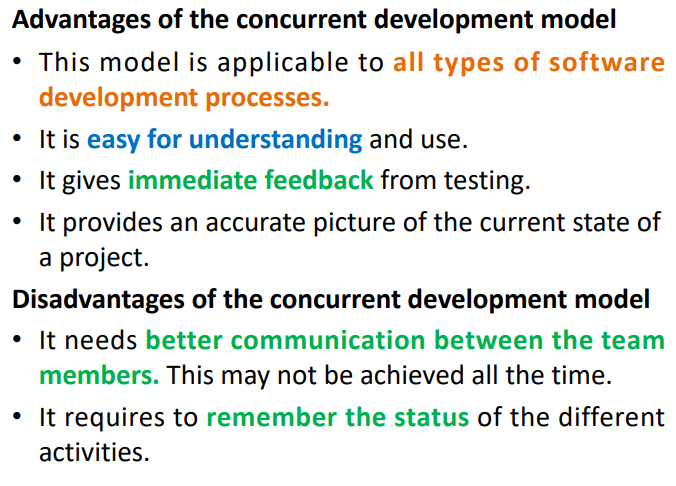 Advantages of the concurrent development model
• This model is applicable to all types of software
development processes.
• It is easy for understanding and use.
• It gives immediate feedback from testing.
• It provides an accurate picture of the current state of
a project.
Disadvantages of the concurrent development model
• It needs better communication between the team
members. This may not be achieved all the time.
• It requires to remember the status of the different
activities.